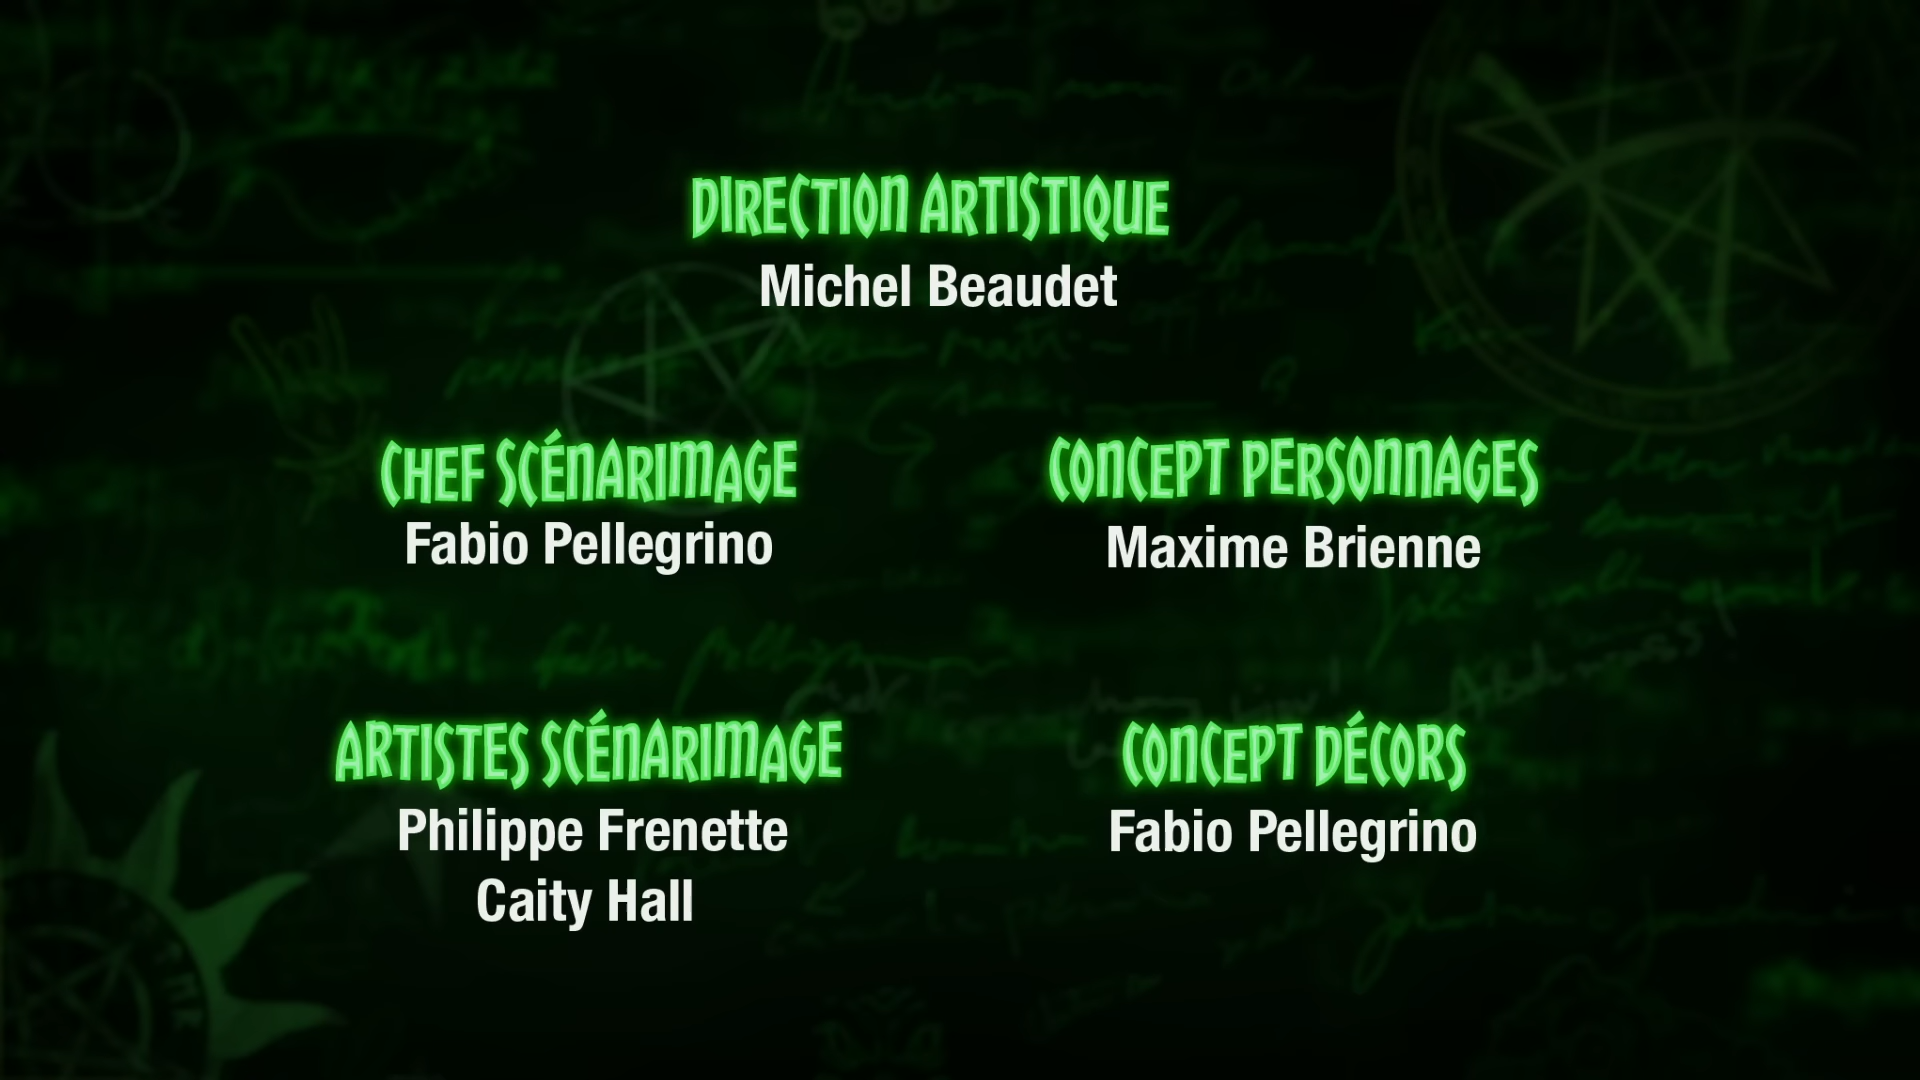 DIRECTION ARTISTIQUE
Michel Beaudet
CHEF SCÉNARIMAGE
Fabio Pellegrino
CONCEPT PERSONNAGES
Maxime Brienne
ARTISTES SCÉNARIMAGE
Philippe Frenette
Caity Hall
CONCEPT DÉCORS
Fabio Pellegrino